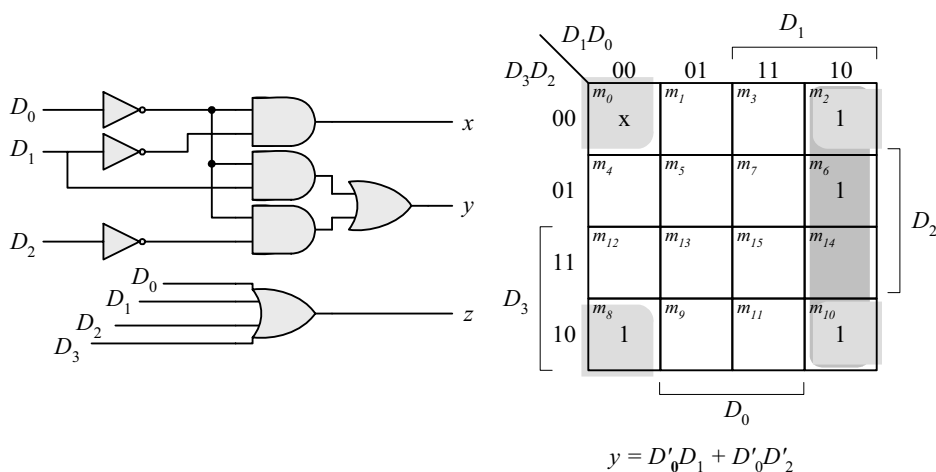 D₁D₀
D₁
D₃D₂
00 01 11 10
D₀
m₀ m₁ m₃ m₂
00 x 1
x
D₁
m₄ m₅ m₇ m₆
01 1
y
D₂
D₂
m₁₂ m₁₃ m₁₅ m₁₄
11
D₀
D₁
z
D₃
D₂
m₈ m₉ m₁₁ m₁₀
10 1 1
D₃
D₀
y = D′₀D₁ + D′₀D′₂